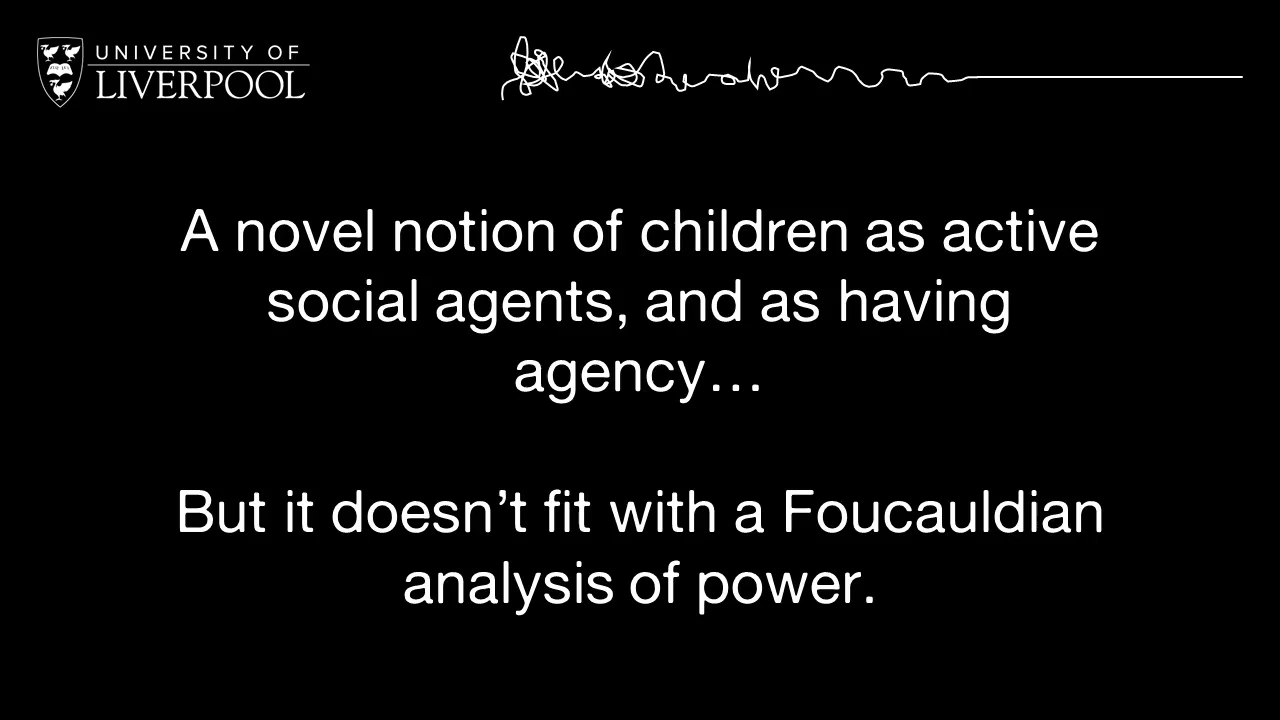 UNIVERSITY OF
LIVERPOOL
A novel notion of children as active
social agents, and as having
agency…
But it doesn’t fit with a Foucauldian
analysis of power.